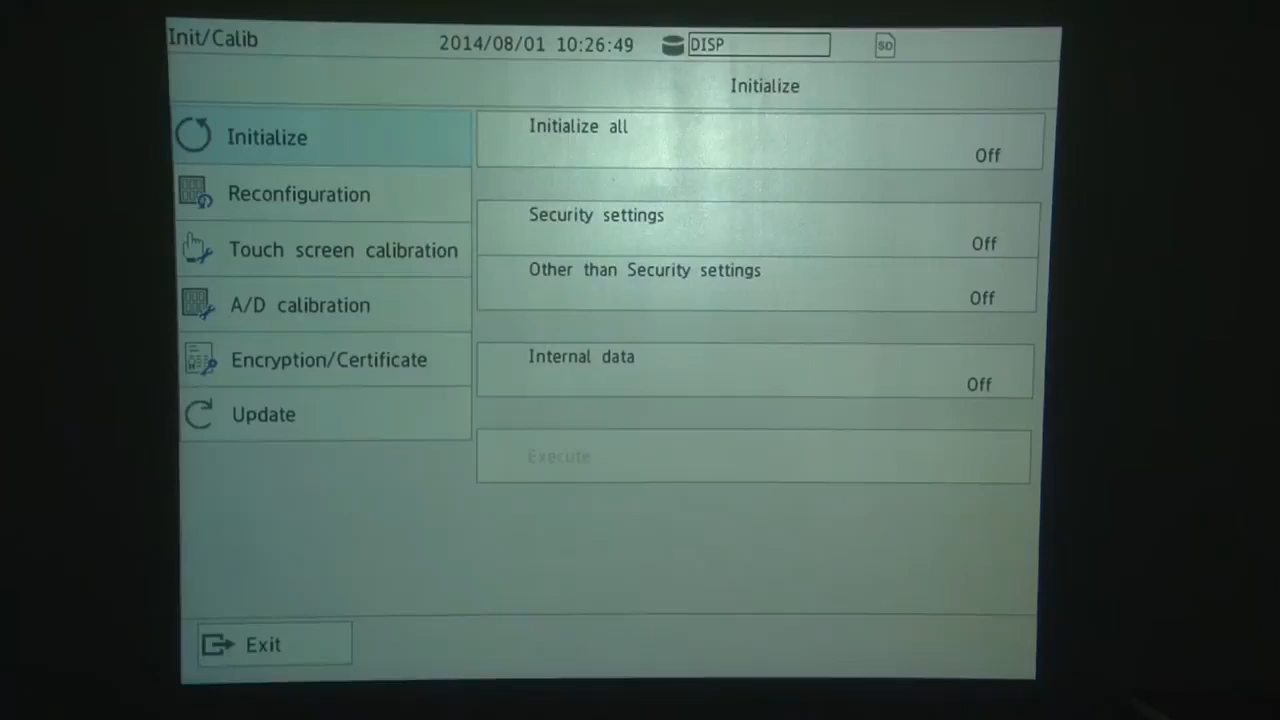 Init/Calib
2014/08/01 10:26:49
DISP
SD
Initialize
Initialize
Reconfiguration
Touch screen calibration
A/D calibration
Encryption/Certificate
Update
Initialize all
Off
Security settings
Off
Other than Security settings
Off
Internal data
Off
Execute
Exit